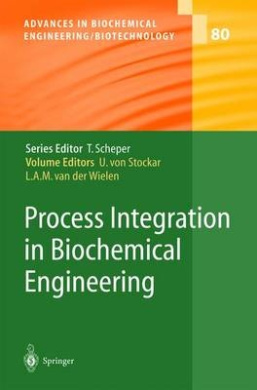 ADVANCES IN BIOCHEMICAL
ENGINEERING/BIOTECHNOLOGY
80
Series Editor T. Scheper
Volume Editors U. von Stockar
L.A.M. van der Wielen
Process Integration
in Biochemical
Engineering
Springer